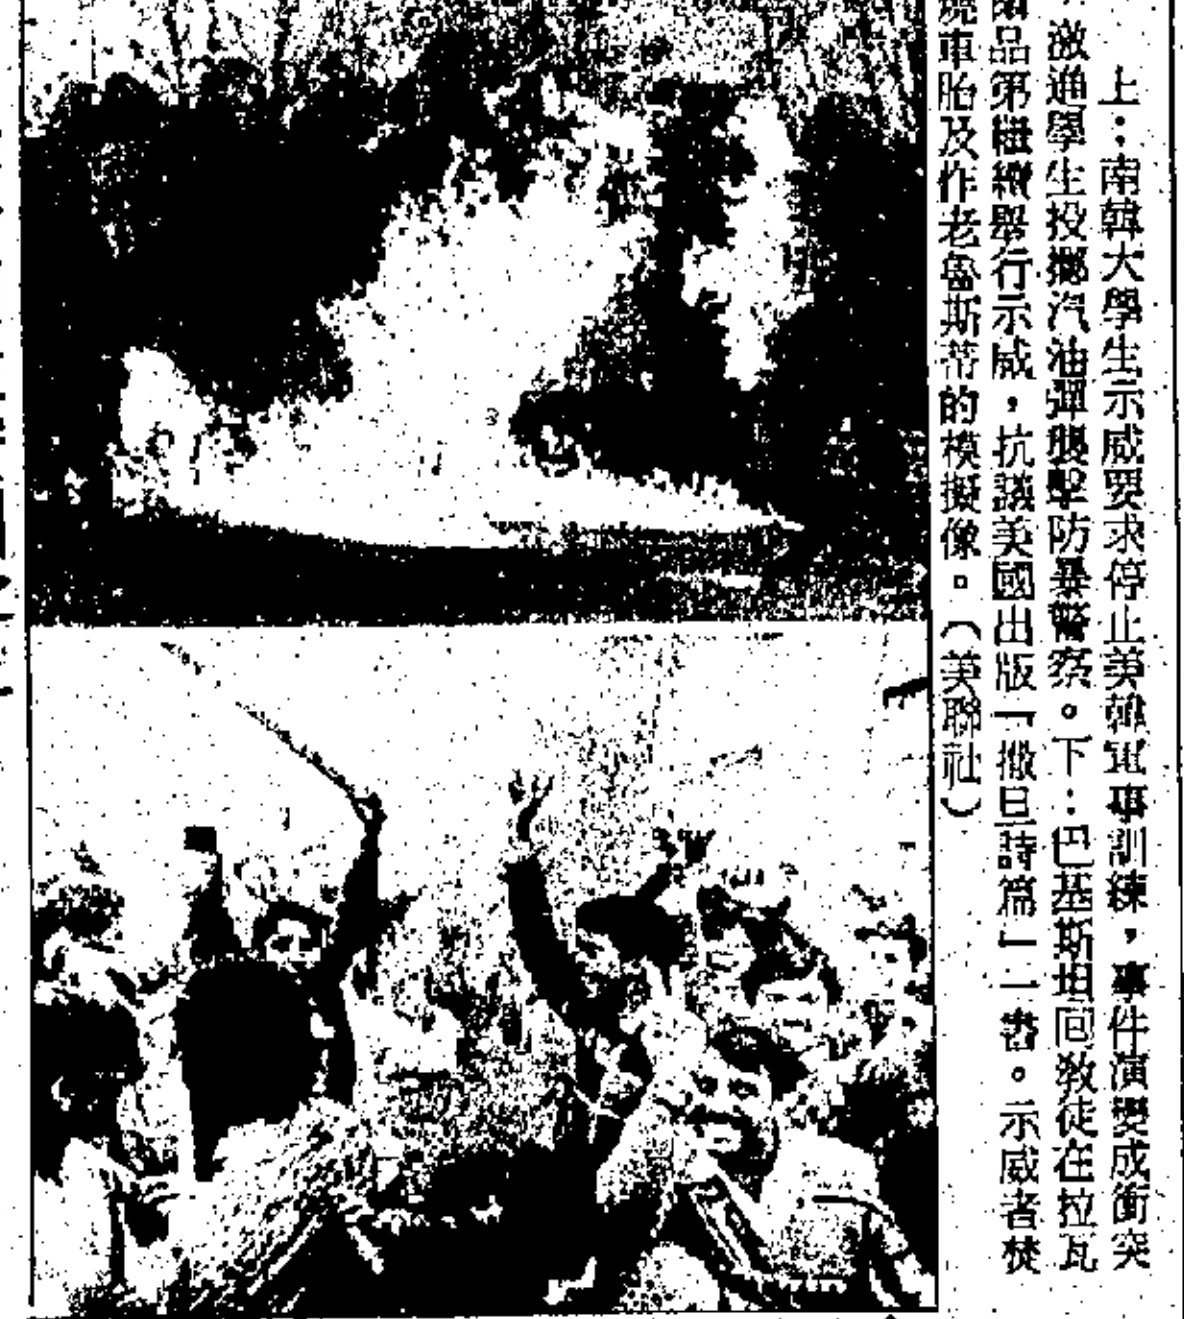 上：南韓大學生示威要求停止美韓軍事訓練，事件演變成衝突
，激進學生投擲汽油彈襲擊防暴警察。下：巴基斯坦回敎徒在拉瓦
爾品第繼續舉行示威，抗議美國出版「撒旦詩篇」一書。示威者焚
燒車胎及作老魯斯蒂的模擬像。（美聯社）